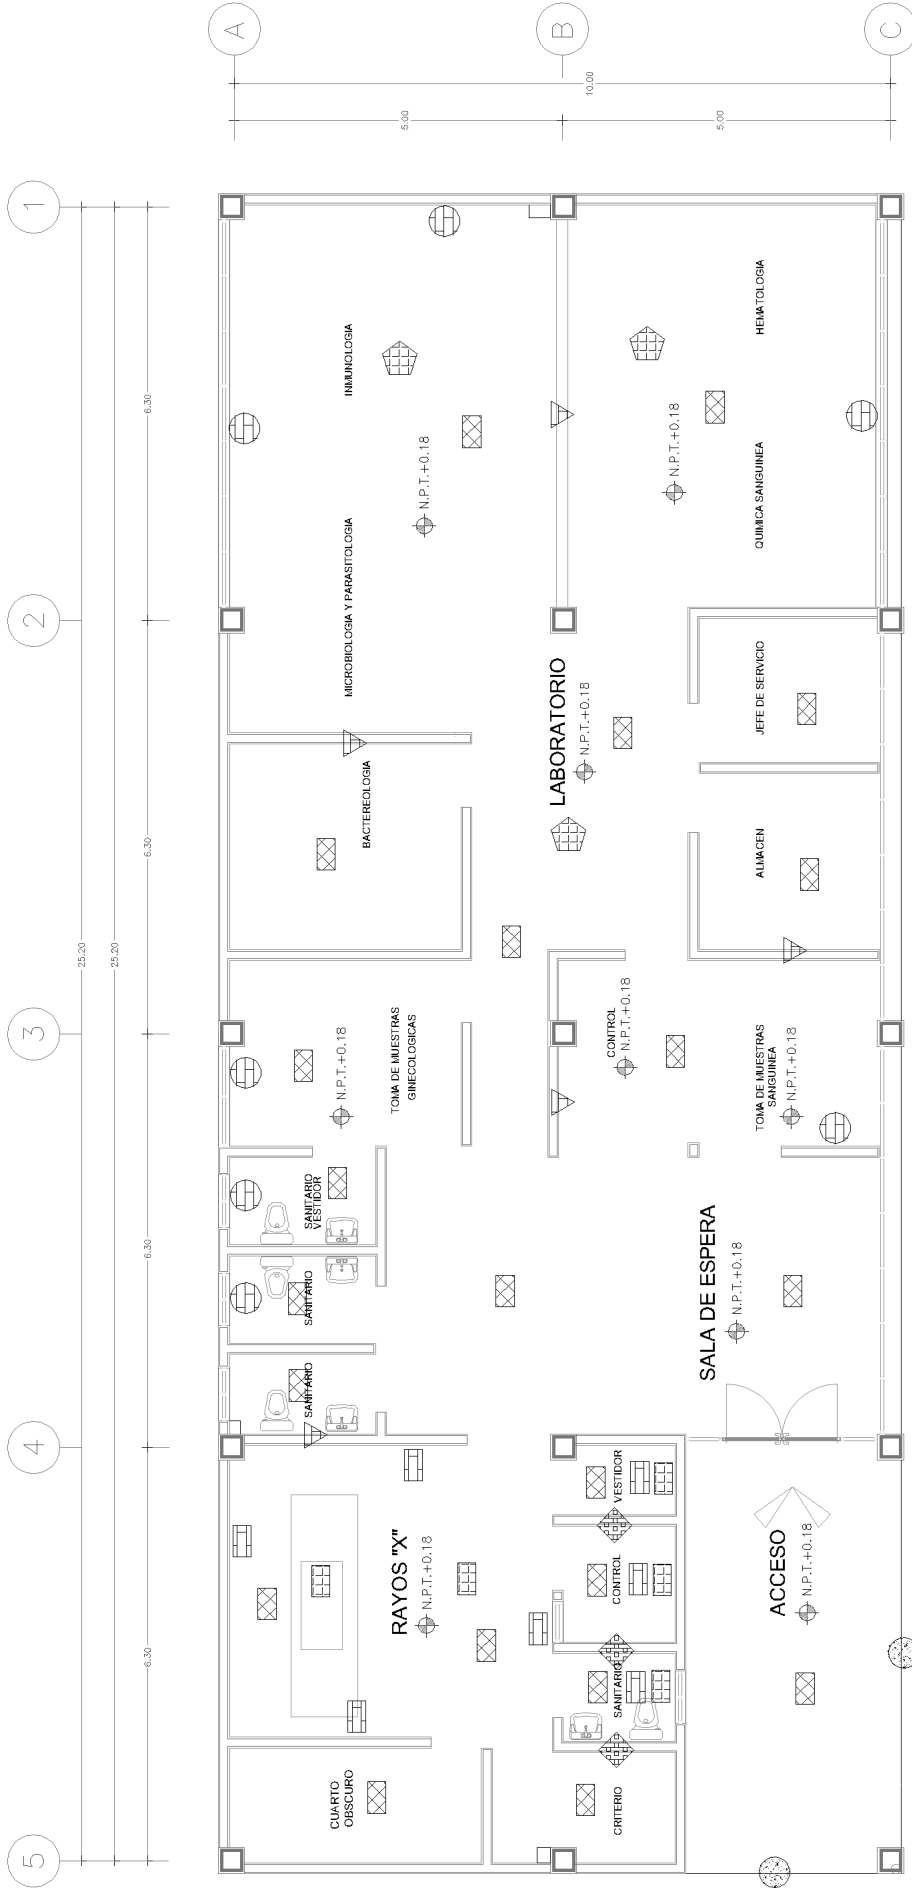 5
4
3
2
1
25.20
25.20
6.30
6.30
6.30
6.30
A
B
C
10.00
5.00
5.00
CUARTO
OBSCURO
RAYOS "X"
N.P.T.+0.18
CRITERIO
SANITARIO
CONTROL
VESTIDOR
ACCESO
N.P.T.+0.18
SANITARIO
SANITARIO
SANITARIO
VESTIDOR
SALA DE ESPERA
N.P.T.+0.18
N.P.T.+0.18
TOMA DE MUESTRAS
GINECOLOGICAS
CONTROL
N.P.T.+0.18
TOMA DE MUESTRAS
SANGUINEA
N.P.T.+0.18
BACTEREOLOGIA
LABORATORIO
N.P.T.+0.18
ALMACEN
JEFE DE SERVICIO
MICROBIOLOGIA Y PARASITOLOGIA
INMUNOLOGIA
N.P.T.+0.18
N.P.T.+0.18
QUIMICA SANGUINEA
HEMATOLOGIA